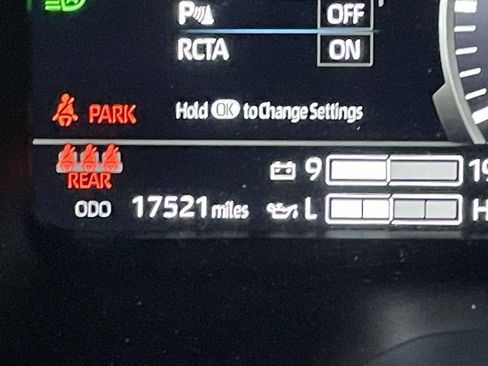 P OFF
RCTA ON
PARK Hold OK to Change Settings
REAR 9 19
ODO 17521 miles L H